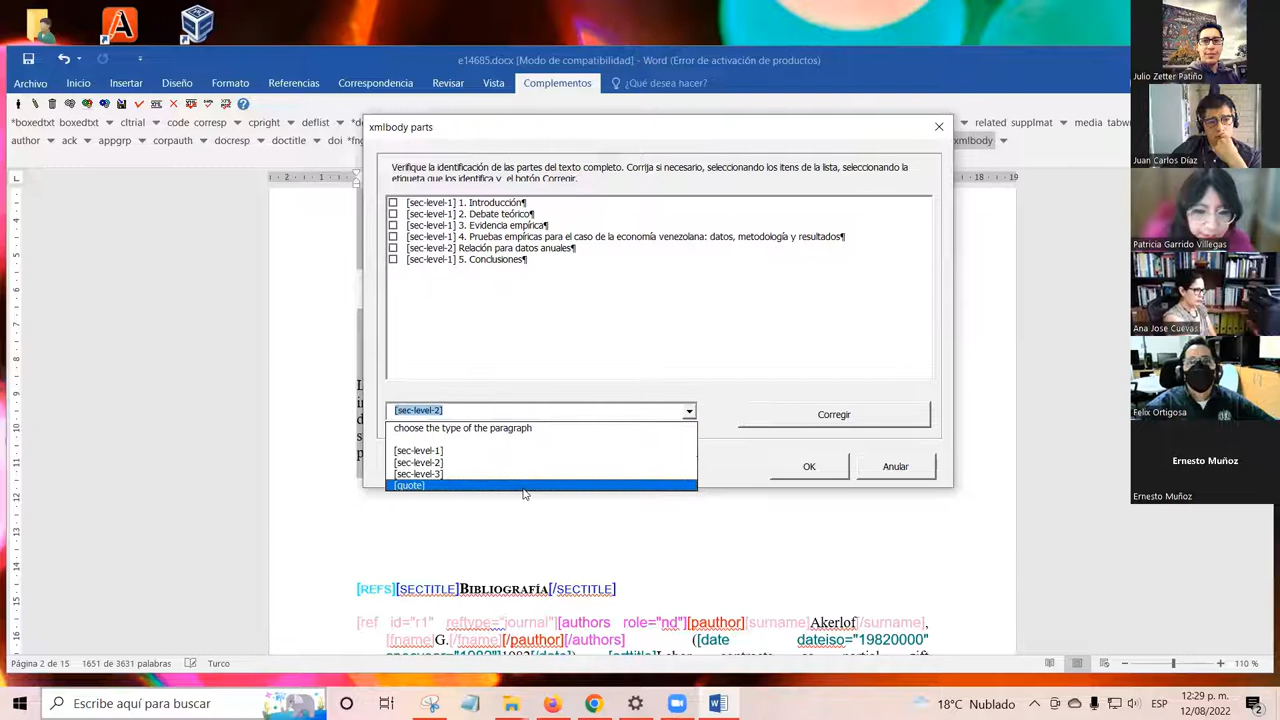 e14685.docx [Modo de compatibilidad] - Word (Error de activación de productos)
Archivo Inicio Insertar Diseño Formato Referencias Correspondencia Revisar Vista Complementos ¿Qué desea hacer?
*boxedtxt boxedtxt cltrial code corresp cpright deflist
related supplmat media tabw
author ack appgrp corpauth decresp doctitle doi *fng
xmlbody
xmlbody parts
Verifique la identificación de las partes del texto completo. Corrija si necesario, seleccionando los itens de la lista, seleccionando la
etiqueta que los identifica y el botón Corregir.
[sec-level-1] 1. Introducción¶
[sec-level-1] 2. Debate teórico¶
[sec-level-1] 3. Evidencia empírica¶
[sec-level-1] 4. Pruebas empíricas para el caso de la economía venezolana: datos, metodología y resultados¶
[sec-level-2] Relación para datos anuales¶
[sec-level-1] 5. Conclusiones¶
[sec-level-2]
Corregir
choose the type of the paragraph
[sec-level-1]
[sec-level-2]
[sec-level-3]
[quote]
OK Anular
[REFS][SECTITLE]BIBLIOGRAFÍA[/SECTITLE]
[ref id="r1" reftype="journal"][authors role="nd"][pauthor][surname]Akerlof[/surname],
[fname]G.[/fname][/pauthor][/authors] ([date dateiso="19820000"
Página 2 de 15 1651 de 3631 palabras Turco
110 %
Escribe aquí para buscar
18°C Nublado
ESP
12:29 p. m.
12/08/2022
2
Julio Zetter Patiño
Juan Carlos Díaz
Patricia Garrido Villegas
Ana Jose Cuevas
Felix Ortigosa
Ernesto Muñoz
Ernesto Muñoz